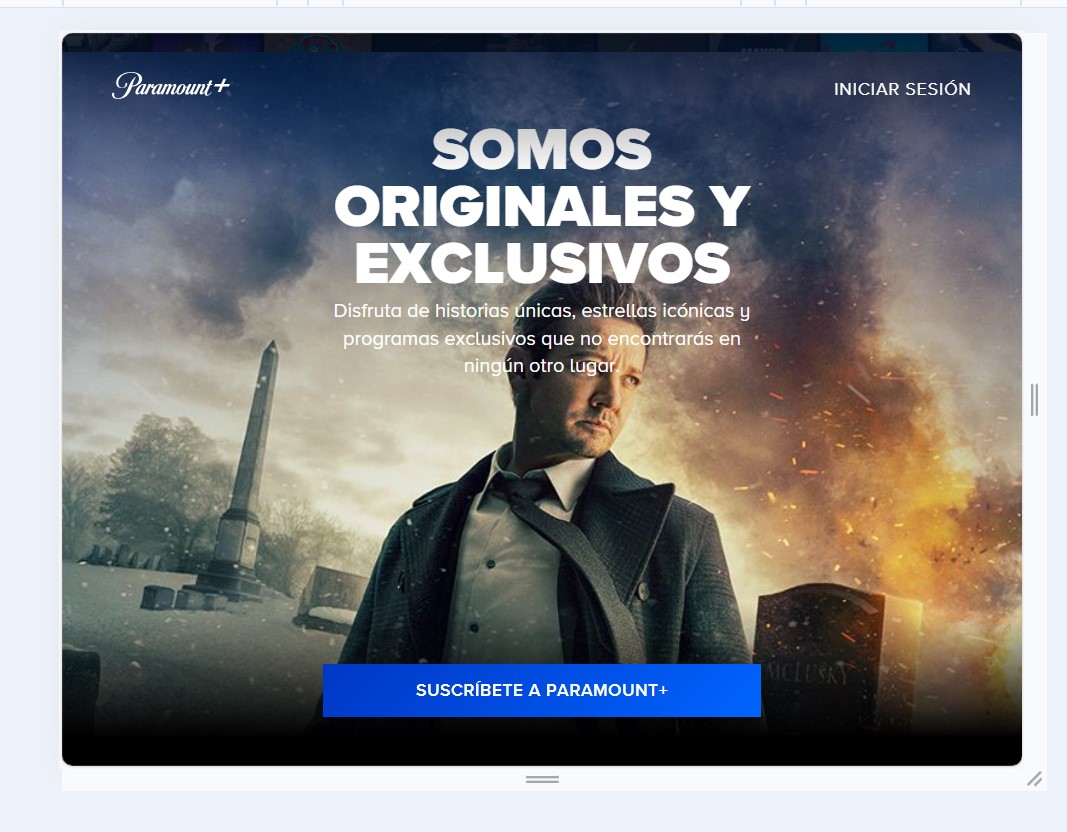 Paramount+
INICIAR SESIÓN
SOMOS
ORIGINALES Y
EXCLUSIVOS
Disfruta de historias únicas, estrellas icónicas y
programas exclusivos que no encontrarás en
ningún otro lugar.
MCLUSKY
SUSCRÍBETE A PARAMOUNT+